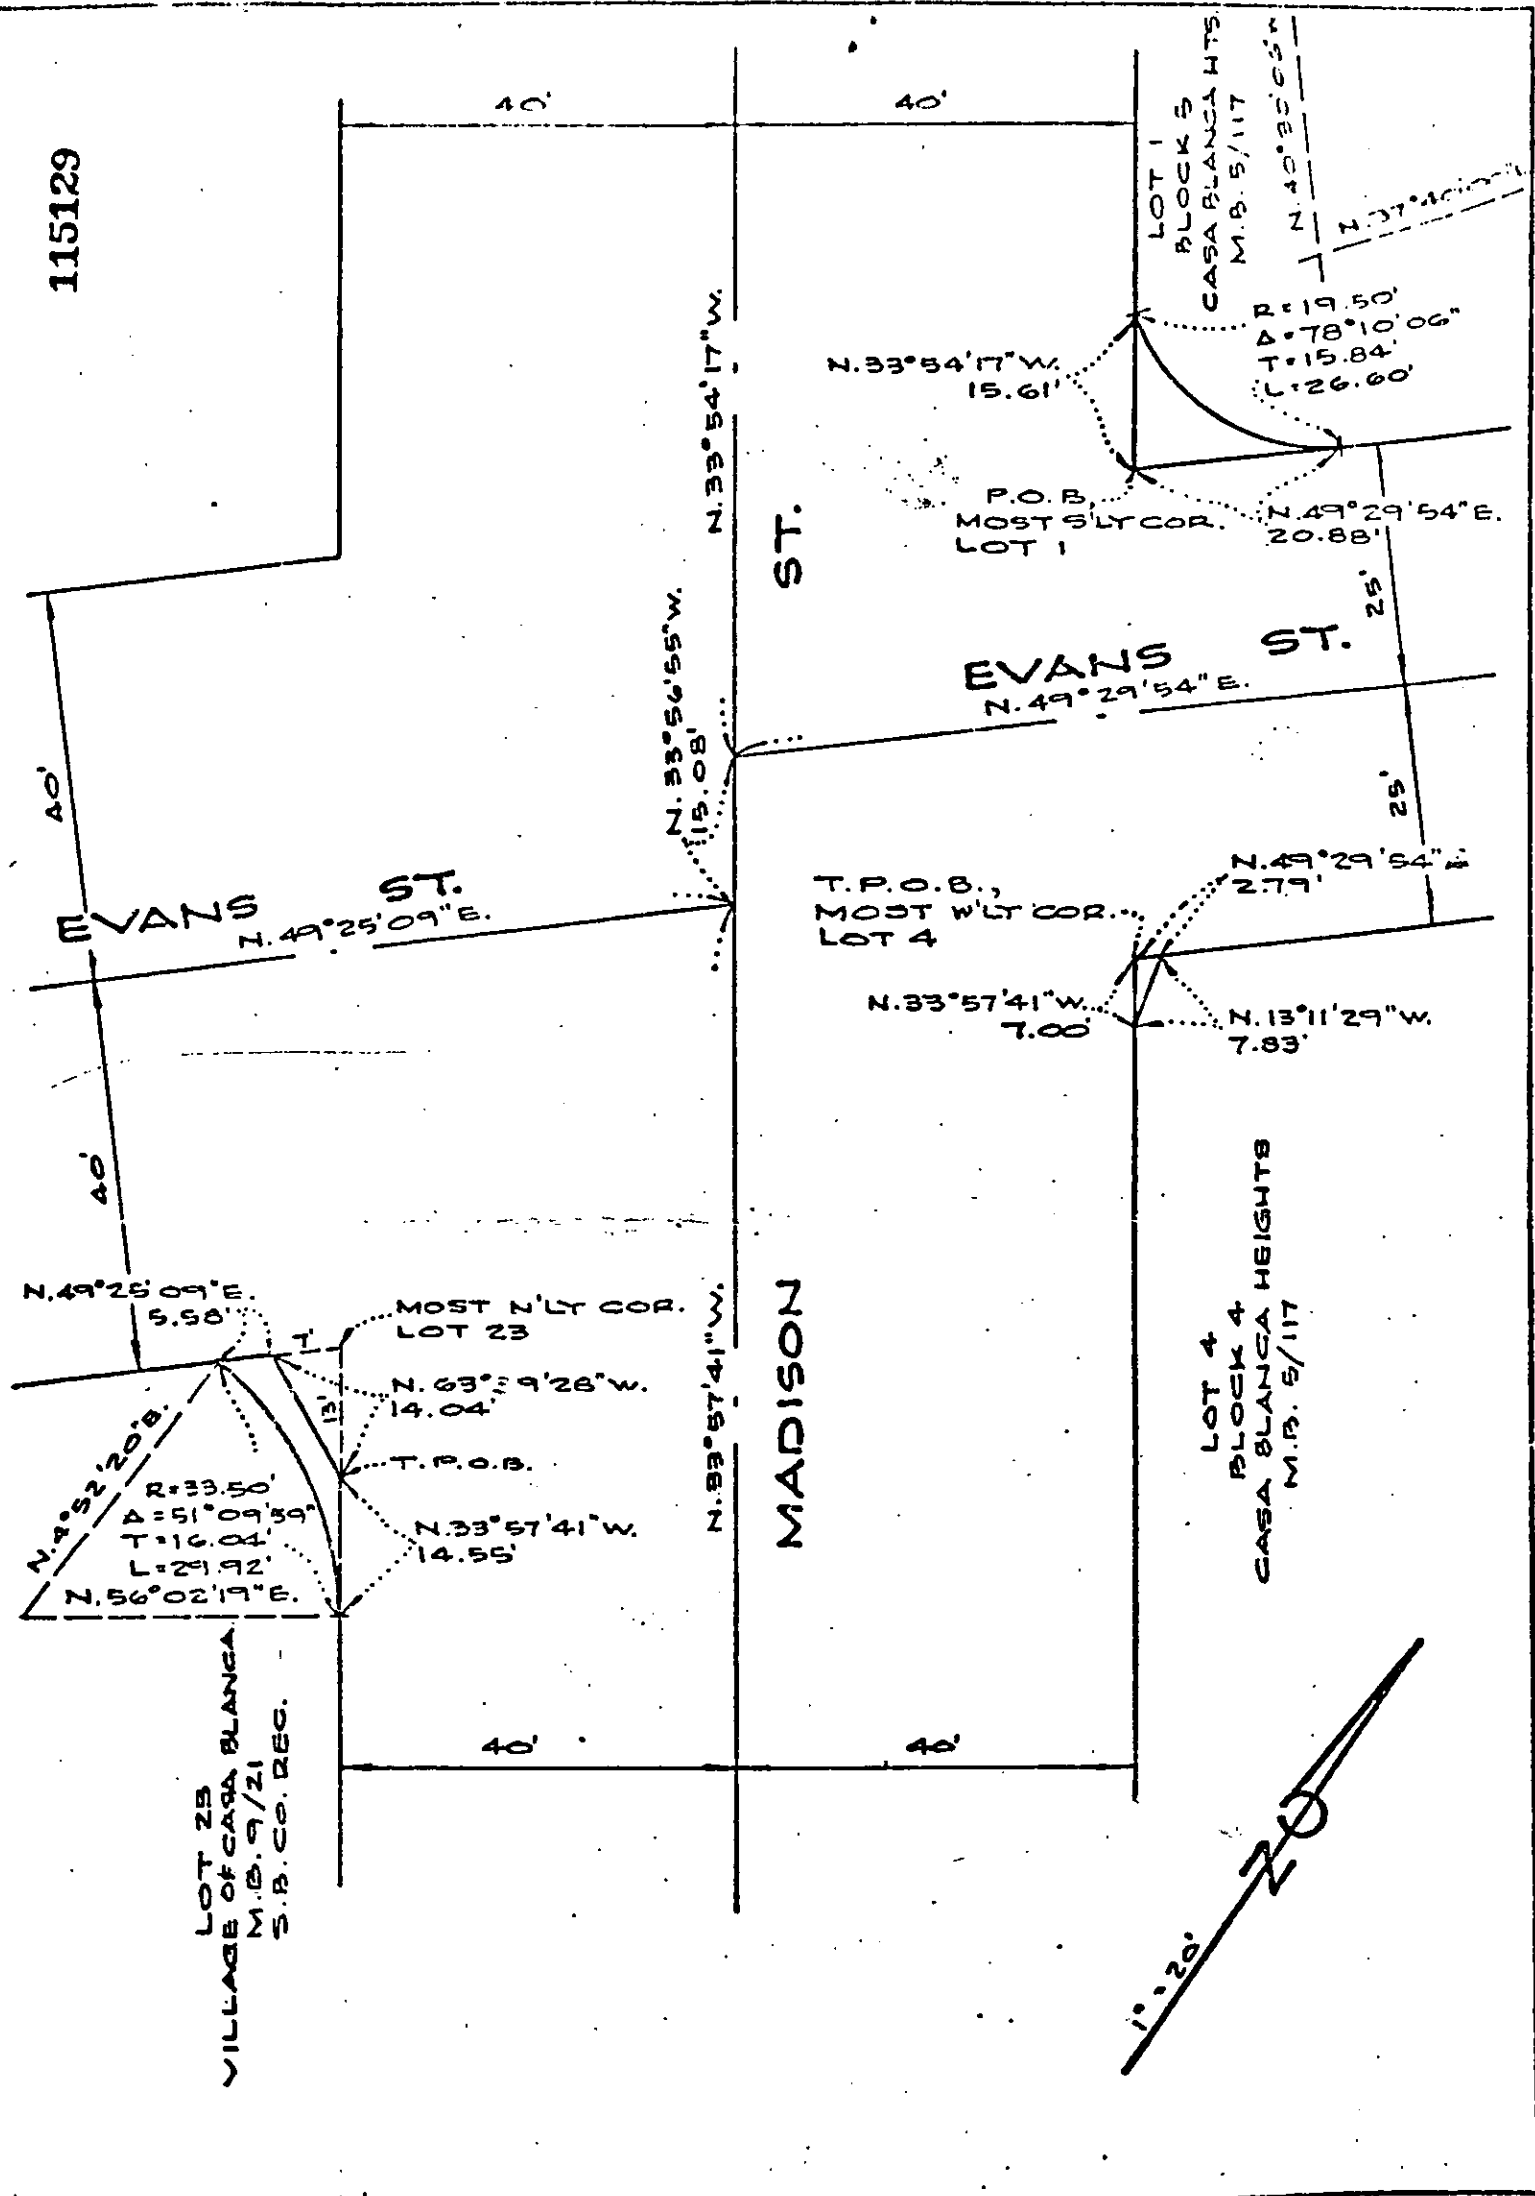 115129
40'
40'
LOT 1
BLOCK 5
CASA BLANCA HTS.
M.B. 5/117
R=19.50'
Δ=78°10'06"
T=15.84'
L=26.60'
N.33°54'17"W.
N.33°54'17"W.
15.61'
P.O.B.,
MOST S'LY COR.
LOT 1
N.49°29'54"E.
20.88'
ST.
EVANS ST.
N.49°29'54"E.
25'
25'
N.33°56'55"W.
15.08'
40'
EVANS ST.
N.49°25'09"E.
40'
T.P.O.B.,
MOST W'LY COR.
LOT 4
N.49°29'54"
2.79'
N.33°57'41"W.
7.00'
N.13°11'29"W.
7.83'
N.49°25'09"E.
5.58'
1'
MOST N'LY COR.
LOT 23
13'
14.04'
T.P.O.B.
R=33.50'
Δ=51°09'59"
T=16.04'
L=29.92'
N.56°02'19"E.
N.33°57'41"W.
14.55'
N.33°57'41"W.
MADISON
LOT 4
BLOCK 4
CASA BLANCA HEIGHTS
M.B. 5/117
LOT 23
VILLAGE OF CASA BLANCA
M.B. 9/21
S.B. CO. REC.
40'
40'
N
1"=20'